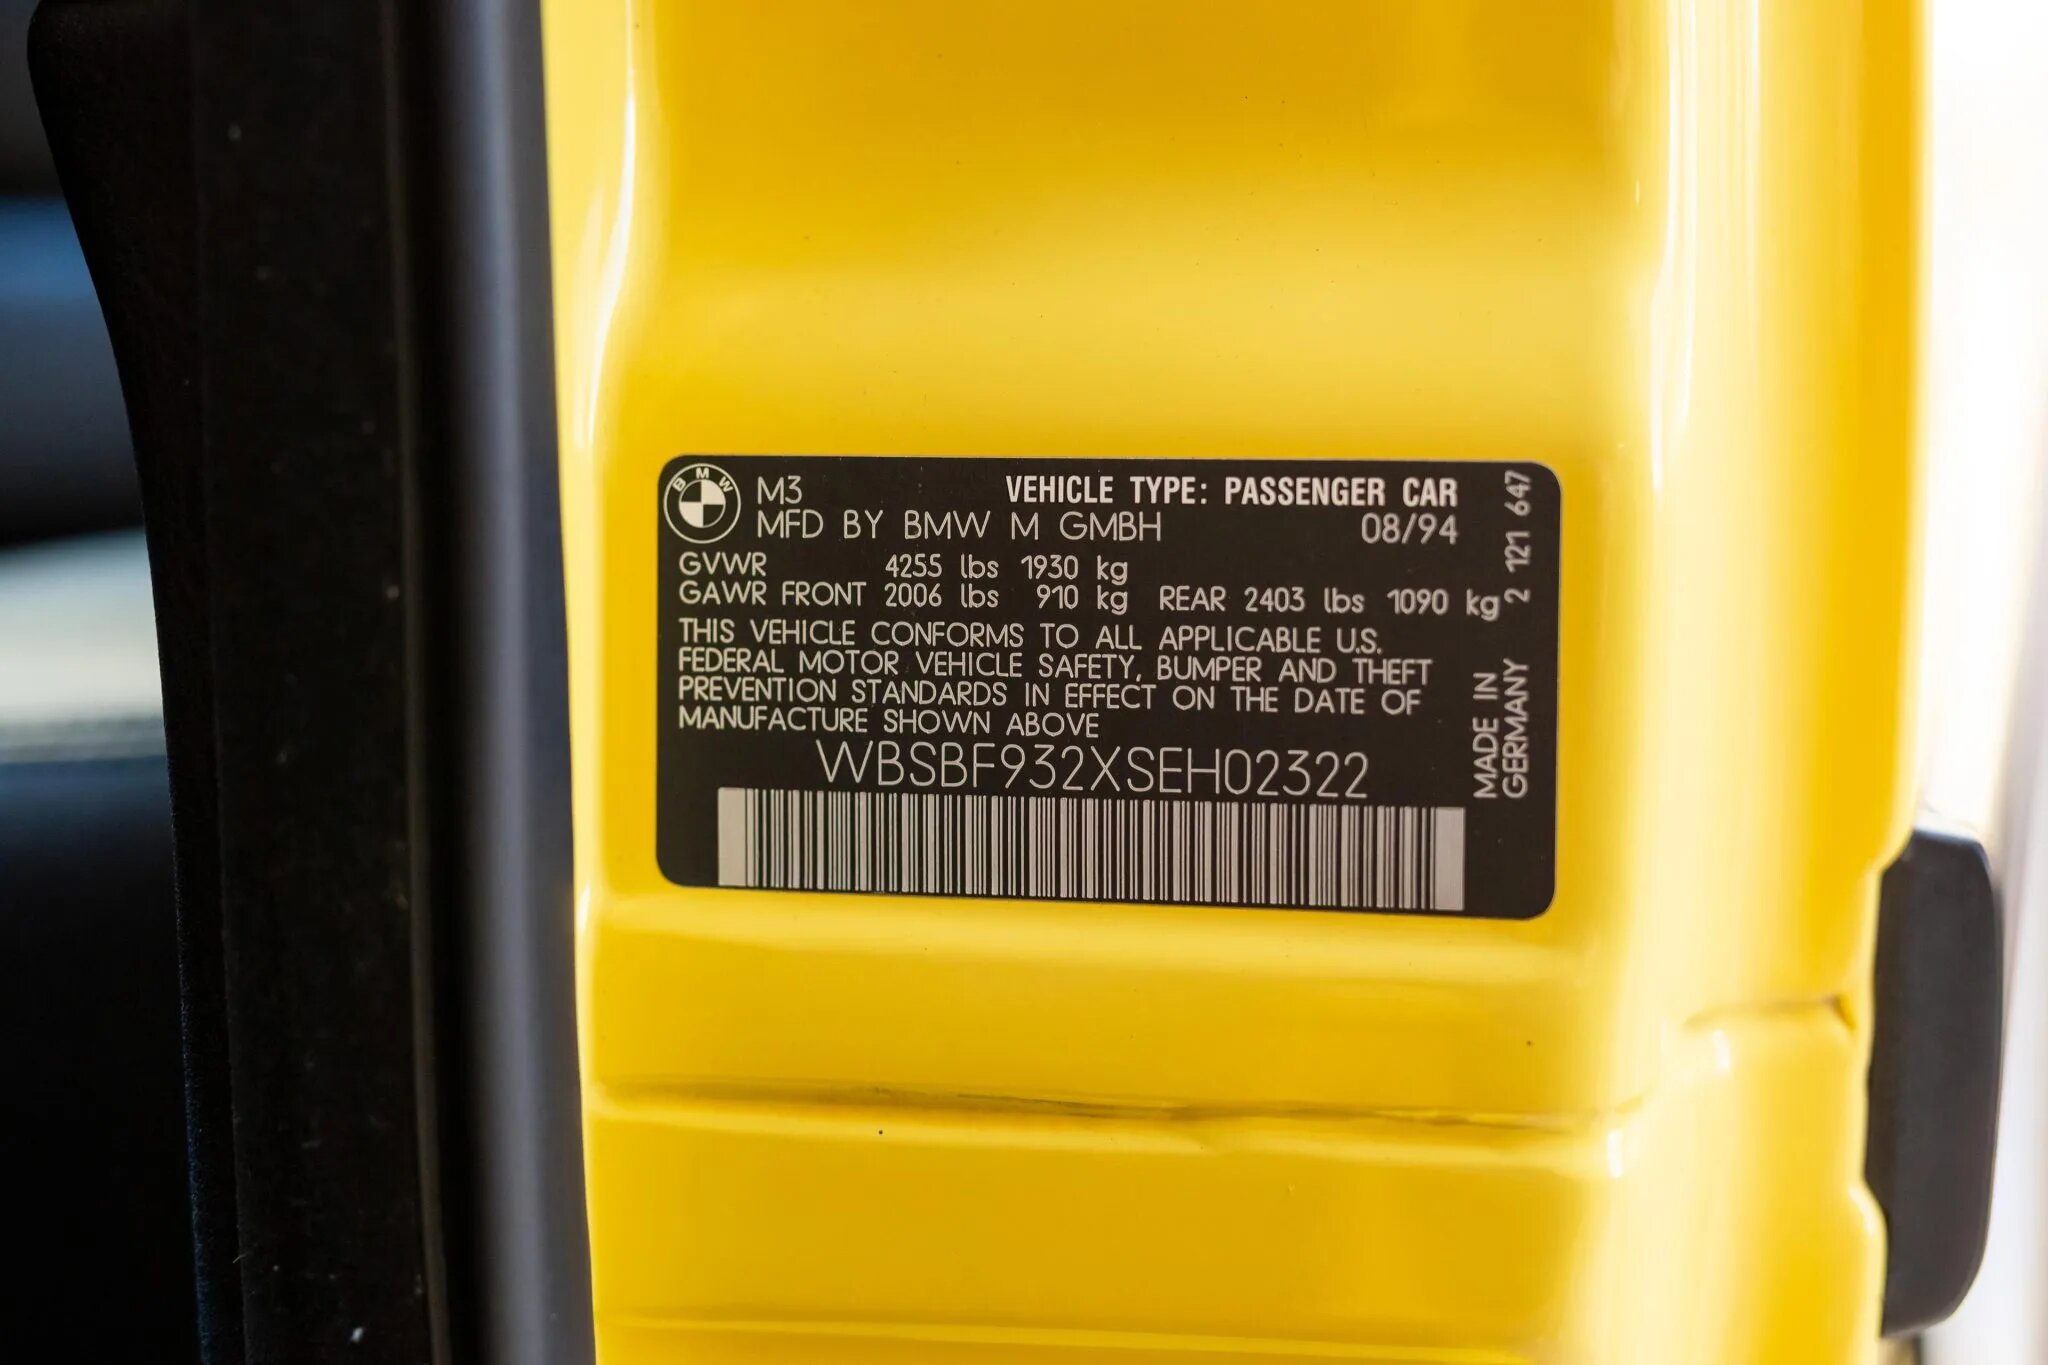 BMW
M3
VEHICLE TYPE: PASSENGER CAR
MFD BY BMW M GMBH 08/94
GVWR 4255 lbs 1930 kg
GAWR FRONT 2006 lbs 910 kg REAR 2403 lbs 1090 kg
THIS VEHICLE CONFORMS TO ALL APPLICABLE U.S.
FEDERAL MOTOR VEHICLE SAFETY, BUMPER AND THEFT
PREVENTION STANDARDS IN EFFECT ON THE DATE OF
MANUFACTURE SHOWN ABOVE
WBSBF932XSEH02322
MADE IN
GERMANY 2 121 647